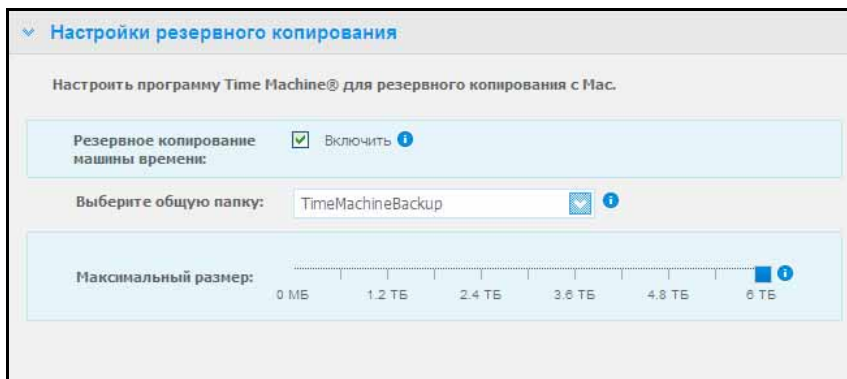 Настройки резервного копирования
Настроить программу Time Machine® для резервного копирования с Mac.
Резервное копирование
машины времени:
Включить
Выберите общую папку:
TimeMachineBackup
Максимальный размер:
0 МБ 1.2 ТБ 2.4 ТБ 3.6 ТБ 4.8 ТБ 6 ТБ